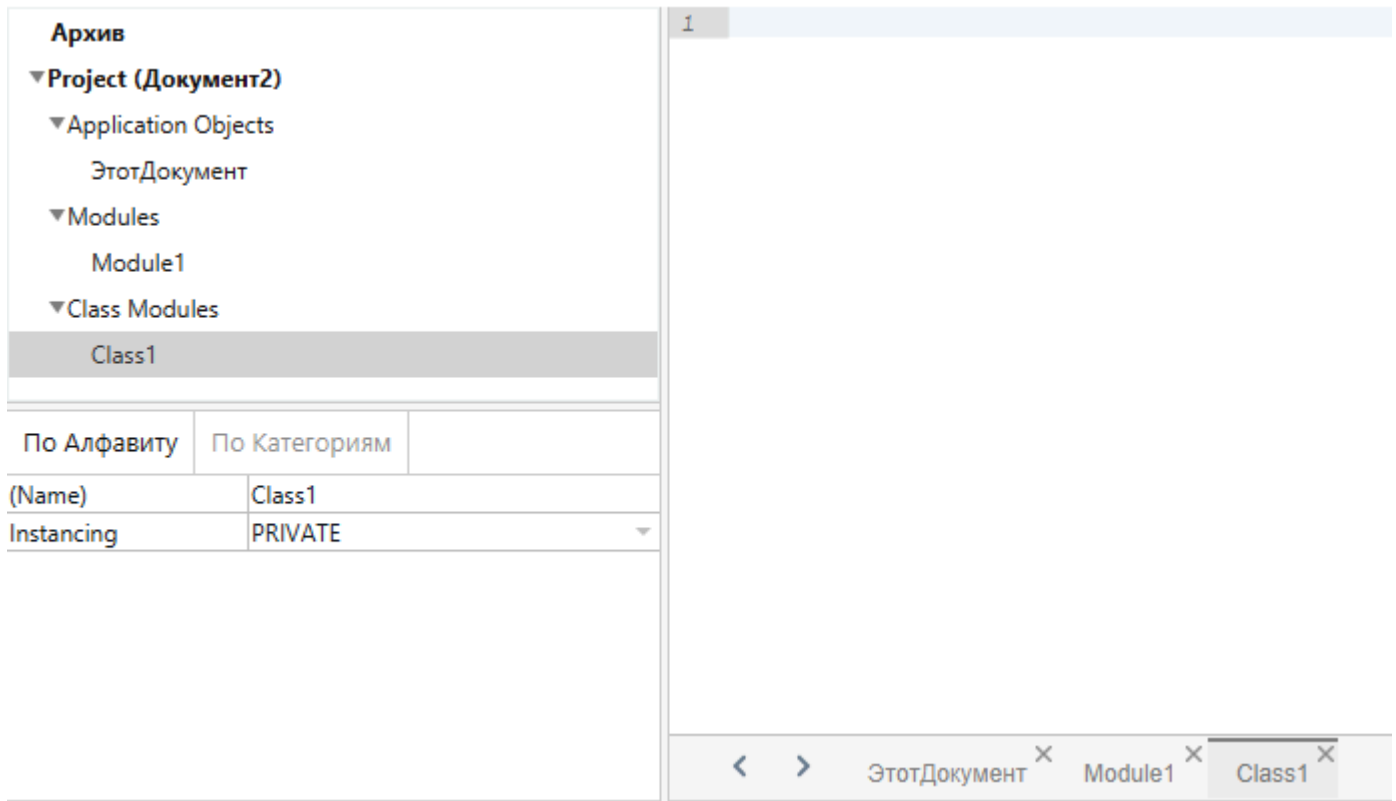 Архив
Project (Документ2)
Application Objects
ЭтотДокумент
Modules
Module1
Class Modules
Class1
По Алфавиту По Категориям
(Name) Class1
Instancing PRIVATE
1
ЭтотДокумент Module1 Class1